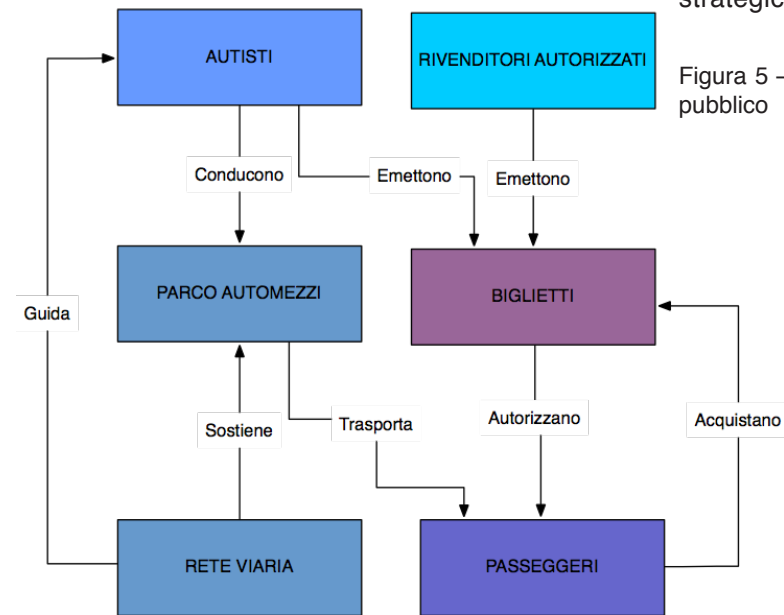 strategic
AUTISTI
RIVENDITORI AUTORIZZATI
Figura 5 –
pubblico
Conducono
Emettono
Emettono
PARCO AUTOMEZZI
BIGLIETTI
Guida
Sostiene
Trasporta
Autorizzano
Acquistano
RETE VIARIA
PASSEGGERI